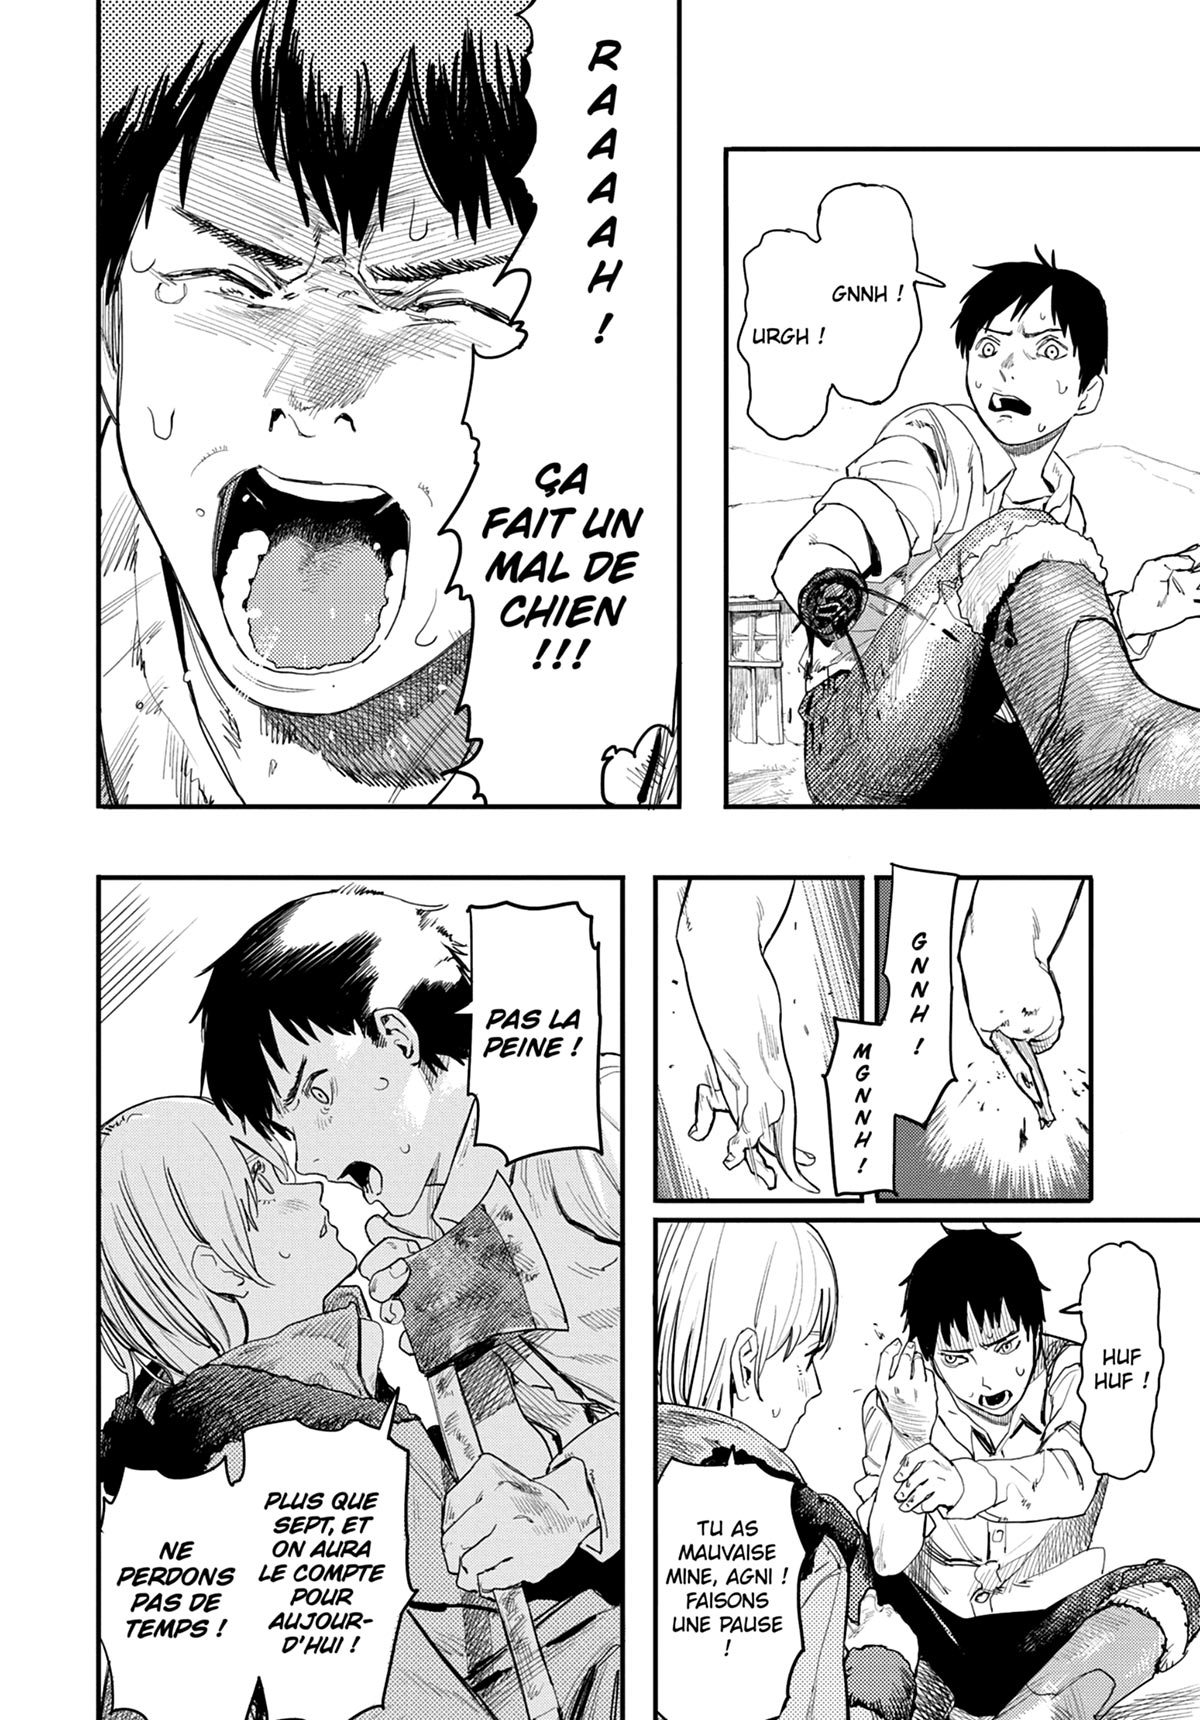 GNNH !
URGH !
RAAAAH !
ÇA
FAIT UN
MAL DE
CHIEN
!!!
GNNH !
MGNNH !
HUF
HUF !
TU AS
MAUVAISE
MINE, AGNI !
FAISONS
UNE PAUSE
!
PAS LA
PEINE !
PLUS QUE
SEPT, ET
ON AURA
LE COMPTE
POUR
AUJOUR-
D'HUI !
NE
PERDONS
PAS DE
TEMPS !